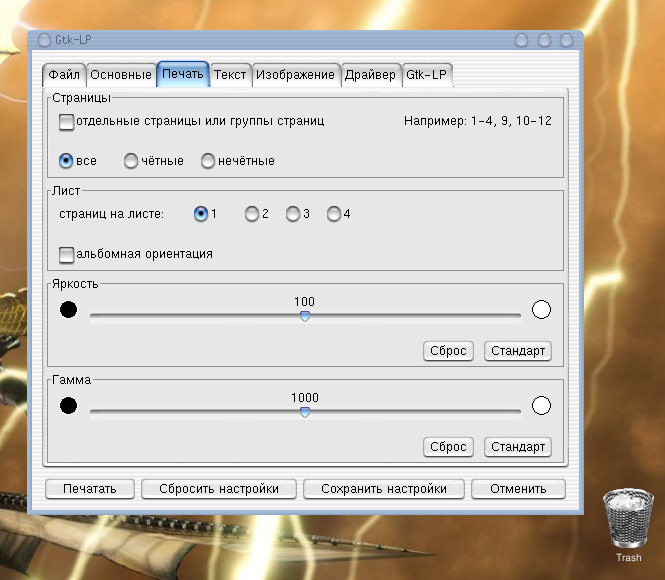 Gtk-LP
Файл Основные Печать Текст Изображение Драйвер Gtk-LP
Страницы
отдельные страницы или группы страниц Например: 1-4, 9, 10-12
все чётные нечётные
Лист
страниц на листе: 1 2 3 4
альбомная ориентация
Яркость
100
Сброс Стандарт
Гамма
1000
Сброс Стандарт
Печатать Сбросить настройки Сохранить настройки Отменить
Trash